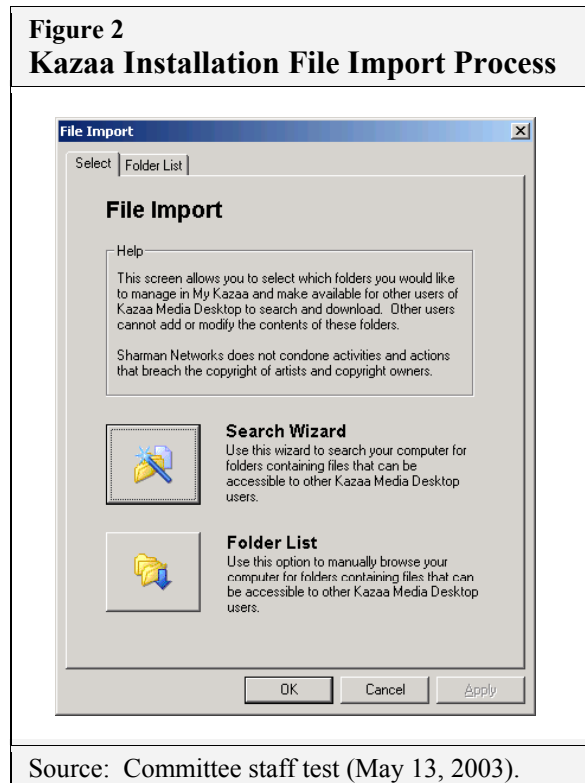 Figure 2
Kazaa Installation File Import Process
File Import
Select
Folder List
File Import
Help
This screen allows you to select which folders you would like
to manage in My Kazaa and make available for other users of
Kazaa Media Desktop to search and download. Other users
cannot add or modify the contents of these folders.
Sharman Networks does not condone activities and actions
that breach the copyright of artists and copyright owners.
Search Wizard
Use this wizard to search your computer for
folders containing files that can be
accessible to other Kazaa Media Desktop
users.
Folder List
Use this option to manually browse your
computer for folders containing files that can
be accessible to other Kazaa Media Desktop
users.
OK
Cancel
Apply
Source: Committee staff test (May 13, 2003).